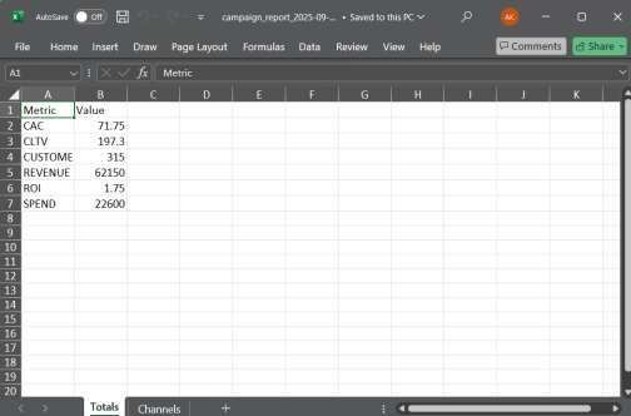 AutoSave Off campaign_report_2025-09-... • Saved to this PC AK
File Home Insert Draw Page Layout Formulas Data Review View Help Comments Share
A1 fx Metric
A B C D E F G H I J K
1 Metric Value
2 CAC 71.75
3 CLTV 197.3
4 CUSTOME 315
5 REVENUE 62150
6 ROI 1.75
7 SPEND 22600
8
9
10
11
12
13
14
15
16
17
18
19
20
Totals Channels +